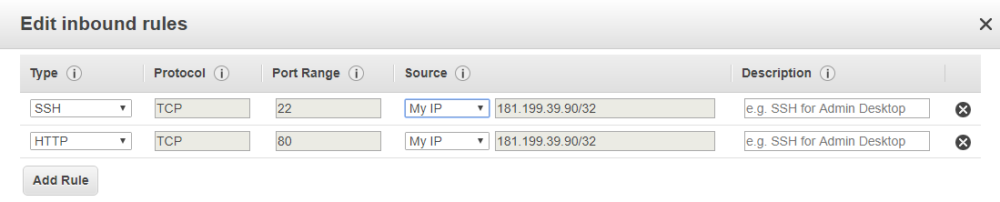 Edit inbound rules
Type Protocol Port Range Source Description
SSH TCP 22 My IP 181.199.39.90/32 e.g. SSH for Admin Desktop
HTTP TCP 80 My IP 181.199.39.90/32 e.g. SSH for Admin Desktop
Add Rule